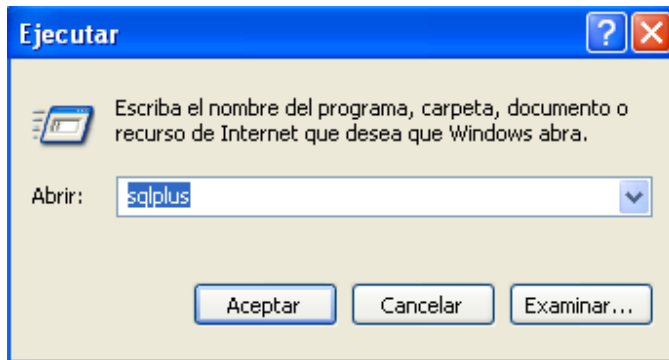 Ejecutar
Escriba el nombre del programa, carpeta, documento o
recurso de Internet que desea que Windows abra.
Abrir: sqlplus
Aceptar Cancelar Examinar...